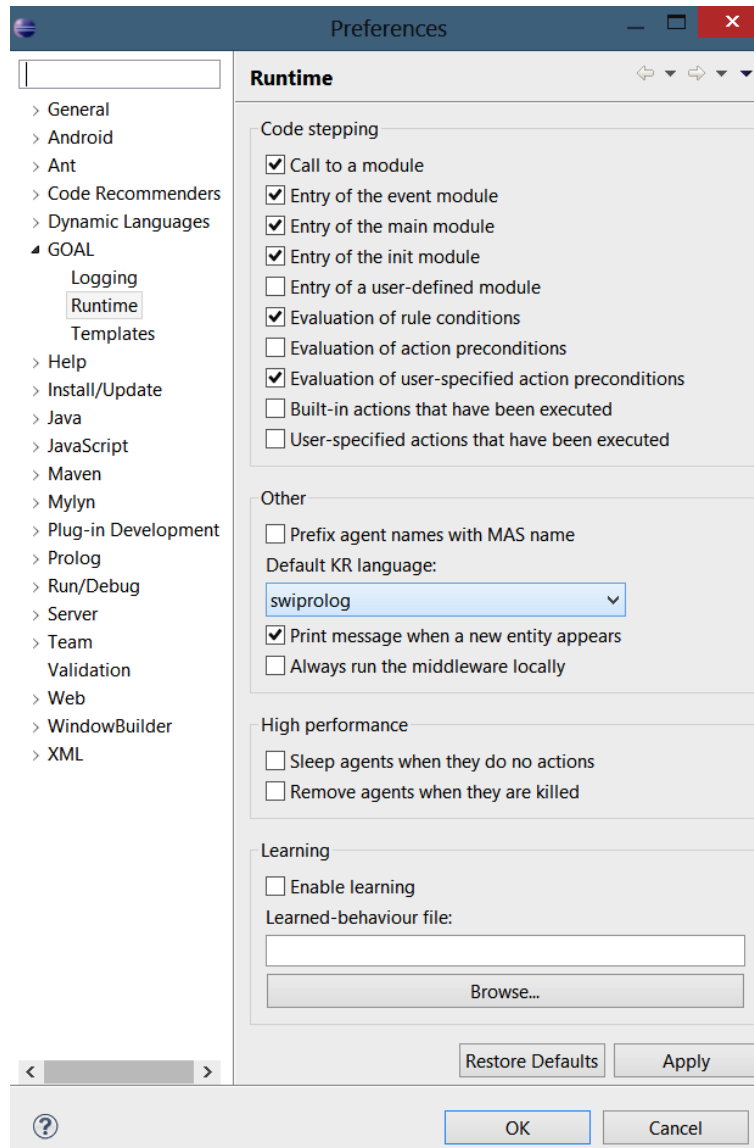 Preferences
General
Android
Ant
Code Recommenders
Dynamic Languages
GOAL
Logging
Runtime
Templates
Help
Install/Update
Java
JavaScript
Maven
Mylyn
Plug-in Development
Prolog
Run/Debug
Server
Team
Validation
Web
WindowBuilder
XML
Runtime
Code stepping
Call to a module
Entry of the event module
Entry of the main module
Entry of the init module
Entry of a user-defined module
Evaluation of rule conditions
Evaluation of action preconditions
Evaluation of user-specified action preconditions
Built-in actions that have been executed
User-specified actions that have been executed
Other
Prefix agent names with MAS name
Default KR language:
swiprolog
Print message when a new entity appears
Always run the middleware locally
High performance
Sleep agents when they do no actions
Remove agents when they are killed
Learning
Enable learning
Learned-behaviour file:
Browse...
Restore Defaults
Apply
OK
Cancel